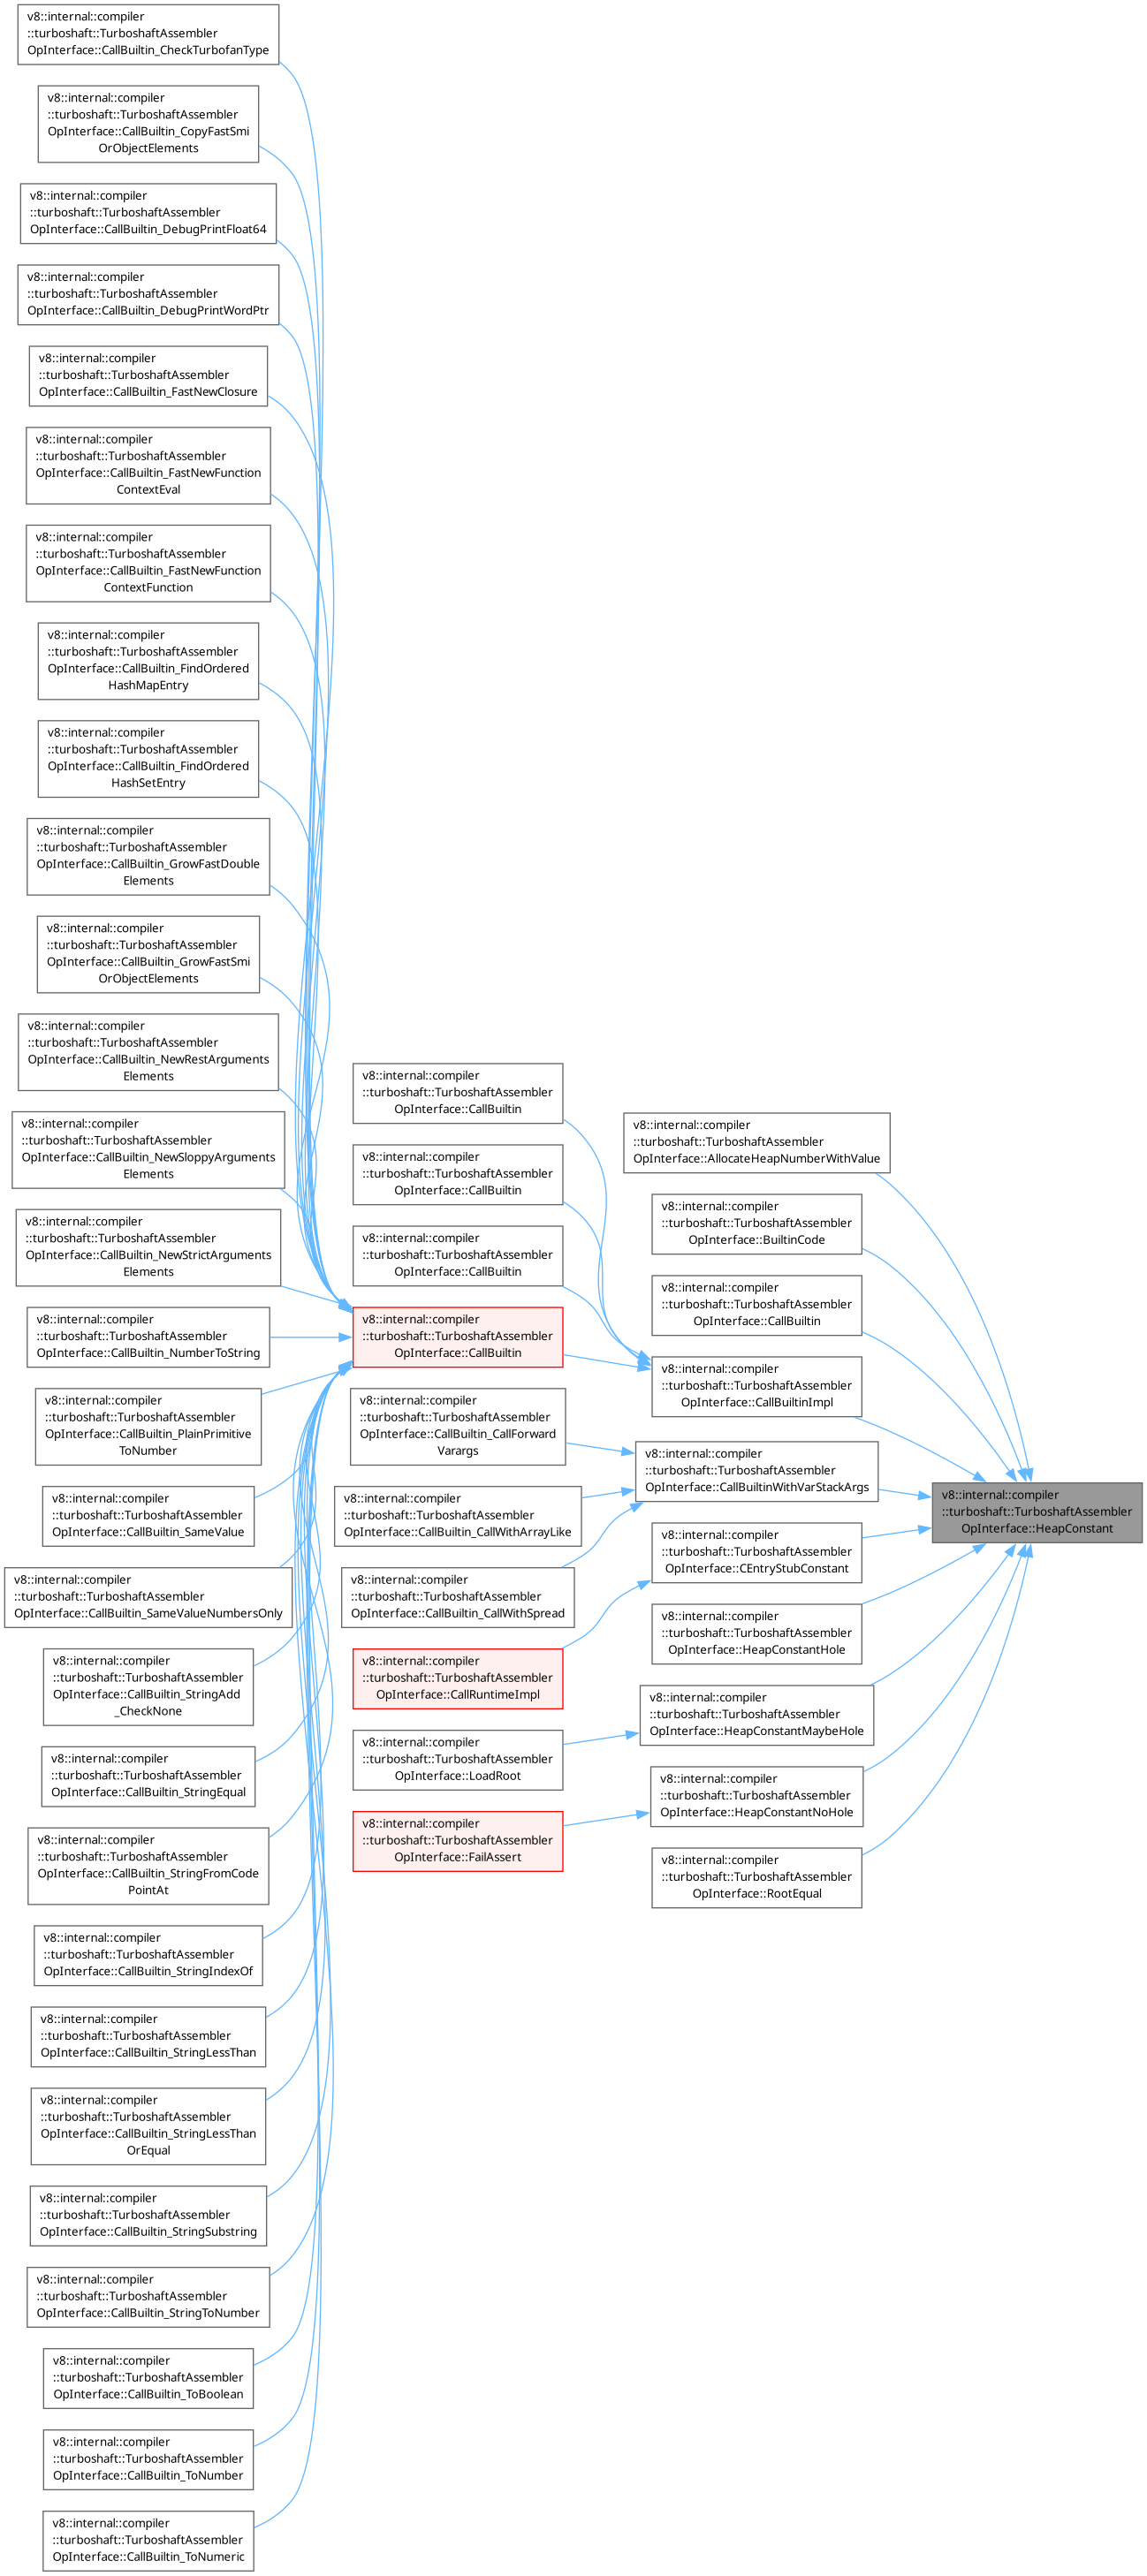 v8::internal::compiler
::turboshaft::TurboshaftAssembler
OpInterface::CallBuiltin_CheckTurbofanType
v8::internal::compiler
::turboshaft::TurboshaftAssembler
OpInterface::CallBuiltin_CopyFastSmi
OrObjectElements
v8::internal::compiler
::turboshaft::TurboshaftAssembler
OpInterface::CallBuiltin_DebugPrintFloat64
v8::internal::compiler
::turboshaft::TurboshaftAssembler
OpInterface::CallBuiltin_DebugPrintWordPtr
v8::internal::compiler
::turboshaft::TurboshaftAssembler
OpInterface::CallBuiltin_FastNewClosure
v8::internal::compiler
::turboshaft::TurboshaftAssembler
OpInterface::CallBuiltin_FastNewFunction
ContextEval
v8::internal::compiler
::turboshaft::TurboshaftAssembler
OpInterface::CallBuiltin_FastNewFunction
ContextFunction
v8::internal::compiler
::turboshaft::TurboshaftAssembler
OpInterface::CallBuiltin_FindOrdered
HashMapEntry
v8::internal::compiler
::turboshaft::TurboshaftAssembler
OpInterface::CallBuiltin_FindOrdered
HashSetEntry
v8::internal::compiler
::turboshaft::TurboshaftAssembler
OpInterface::CallBuiltin_GrowFastDouble
Elements
v8::internal::compiler
::turboshaft::TurboshaftAssembler
OpInterface::CallBuiltin_GrowFastSmi
OrObjectElements
v8::internal::compiler
::turboshaft::TurboshaftAssembler
OpInterface::CallBuiltin_NewRestArguments
Elements
v8::internal::compiler
::turboshaft::TurboshaftAssembler
OpInterface::CallBuiltin_NewSloppyArguments
Elements
v8::internal::compiler
::turboshaft::TurboshaftAssembler
OpInterface::CallBuiltin_NewStrictArguments
Elements
v8::internal::compiler
::turboshaft::TurboshaftAssembler
OpInterface::CallBuiltin_NumberToString
v8::internal::compiler
::turboshaft::TurboshaftAssembler
OpInterface::CallBuiltin_PlainPrimitive
ToNumber
v8::internal::compiler
::turboshaft::TurboshaftAssembler
OpInterface::CallBuiltin_SameValue
v8::internal::compiler
::turboshaft::TurboshaftAssembler
OpInterface::CallBuiltin_SameValueNumbersOnly
v8::internal::compiler
::turboshaft::TurboshaftAssembler
OpInterface::CallBuiltin_StringAdd
_CheckNone
v8::internal::compiler
::turboshaft::TurboshaftAssembler
OpInterface::CallBuiltin_StringEqual
v8::internal::compiler
::turboshaft::TurboshaftAssembler
OpInterface::CallBuiltin_StringFromCode
PointAt
v8::internal::compiler
::turboshaft::TurboshaftAssembler
OpInterface::CallBuiltin_StringIndexOf
v8::internal::compiler
::turboshaft::TurboshaftAssembler
OpInterface::CallBuiltin_StringLessThan
v8::internal::compiler
::turboshaft::TurboshaftAssembler
OpInterface::CallBuiltin_StringLessThan
OrEqual
v8::internal::compiler
::turboshaft::TurboshaftAssembler
OpInterface::CallBuiltin_StringSubstring
v8::internal::compiler
::turboshaft::TurboshaftAssembler
OpInterface::CallBuiltin_StringToNumber
v8::internal::compiler
::turboshaft::TurboshaftAssembler
OpInterface::CallBuiltin_ToBoolean
v8::internal::compiler
::turboshaft::TurboshaftAssembler
OpInterface::CallBuiltin_ToNumber
v8::internal::compiler
::turboshaft::TurboshaftAssembler
OpInterface::CallBuiltin_ToNumeric
v8::internal::compiler
::turboshaft::TurboshaftAssembler
OpInterface::CallBuiltin
v8::internal::compiler
::turboshaft::TurboshaftAssembler
OpInterface::CallBuiltin
v8::internal::compiler
::turboshaft::TurboshaftAssembler
OpInterface::CallBuiltin
v8::internal::compiler
::turboshaft::TurboshaftAssembler
OpInterface::CallBuiltin
v8::internal::compiler
::turboshaft::TurboshaftAssembler
OpInterface::CallBuiltin_CallForward
Varargs
v8::internal::compiler
::turboshaft::TurboshaftAssembler
OpInterface::CallBuiltin_CallWithArrayLike
v8::internal::compiler
::turboshaft::TurboshaftAssembler
OpInterface::CallBuiltin_CallWithSpread
v8::internal::compiler
::turboshaft::TurboshaftAssembler
OpInterface::CallRuntimeImpl
v8::internal::compiler
::turboshaft::TurboshaftAssembler
OpInterface::LoadRoot
v8::internal::compiler
::turboshaft::TurboshaftAssembler
OpInterface::FailAssert
v8::internal::compiler
::turboshaft::TurboshaftAssembler
OpInterface::AllocateHeapNumberWithValue
v8::internal::compiler
::turboshaft::TurboshaftAssembler
OpInterface::BuiltinCode
v8::internal::compiler
::turboshaft::TurboshaftAssembler
OpInterface::CallBuiltin
v8::internal::compiler
::turboshaft::TurboshaftAssembler
OpInterface::CallBuiltinImpl
v8::internal::compiler
::turboshaft::TurboshaftAssembler
OpInterface::CallBuiltinWithVarStackArgs
v8::internal::compiler
::turboshaft::TurboshaftAssembler
OpInterface::CEntryStubConstant
v8::internal::compiler
::turboshaft::TurboshaftAssembler
OpInterface::HeapConstantHole
v8::internal::compiler
::turboshaft::TurboshaftAssembler
OpInterface::HeapConstantMaybeHole
v8::internal::compiler
::turboshaft::TurboshaftAssembler
OpInterface::HeapConstantNoHole
v8::internal::compiler
::turboshaft::TurboshaftAssembler
OpInterface::RootEqual
v8::internal::compiler
::turboshaft::TurboshaftAssembler
OpInterface::HeapConstant